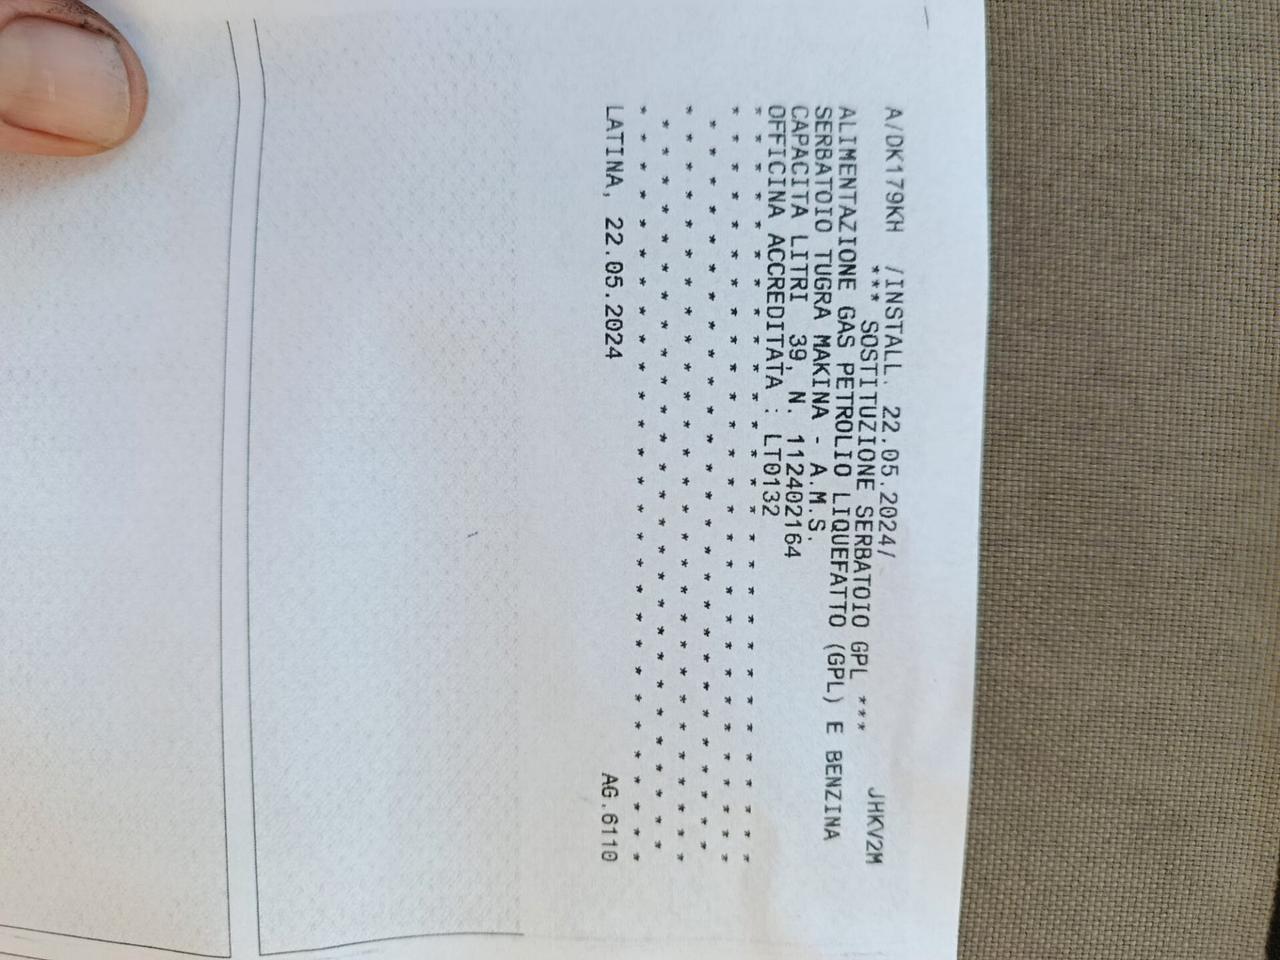 A/DK179KH /INSTALL. 22.05.2024/ JHKV2M
*** SOSTITUZIONE SERBATOIO GPL ***
ALIMENTAZIONE GAS PETROLIO LIQUEFATTO (GPL) E BENZINA
SERBATOIO TUGRA MAKINA - A.M.S.
CAPACITA LITRI 39, N. 112402164
OFFICINA ACCREDITATA : LT0132
* * * * * * * * * * * * * *
* * * * * * * * * * * * * *
* * * * * * * * * * * * *
* * * * * * * * * * * * * *
* * * * * * * * * * * * *
* * * * * * * * * * * * * *
LATINA, 22.05.2024 AG.6110